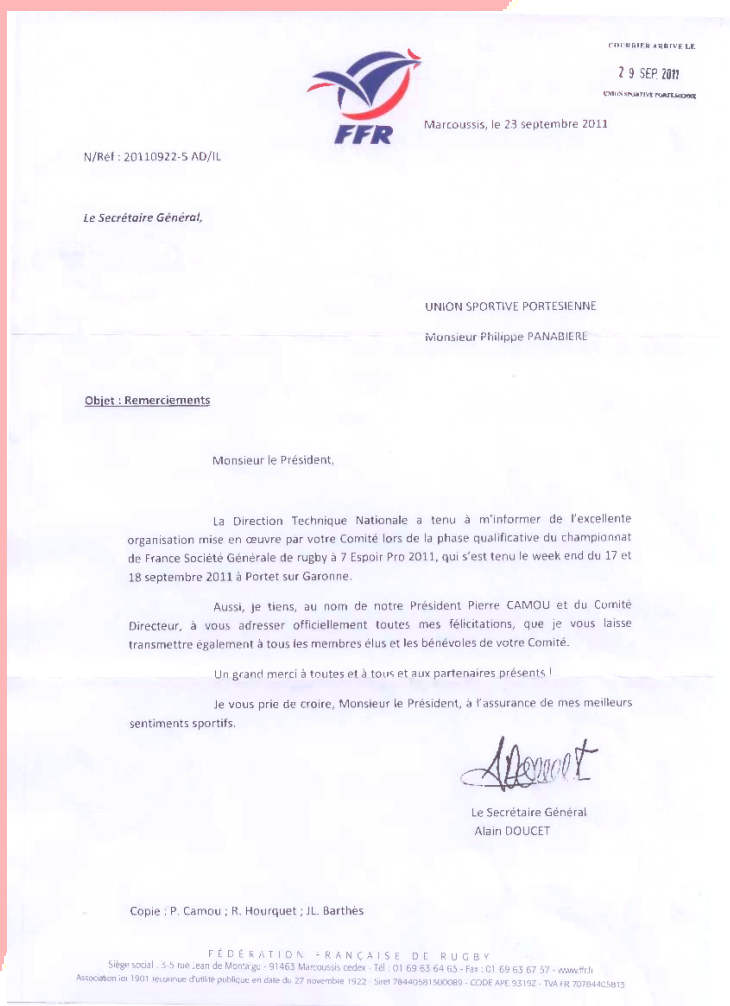 COURRIER ARRIVE LE
29 SEP. 2011
UNION SPORTIVE PORTESIENNE
FFR
Marcoussis, le 23 septembre 2011
N/Réf : 20110922-5 AD/IL
Le Secrétaire Général,
UNION SPORTIVE PORTESIENNE
Monsieur Philippe PANABIERE
Objet : Remerciements
Monsieur le Président,
La Direction Technique Nationale a tenu à m'informer de l'excellente
organisation mise en œuvre par votre Comité lors de la phase qualificative du championnat
de France Société Générale de rugby à 7 Espoir Pro 2011, qui s'est tenu le week end du 17 et
18 septembre 2011 à Portet sur Garonne.
Aussi, je tiens, au nom de notre Président Pierre CAMOU et du Comité
Directeur, à vous adresser officiellement toutes mes félicitations, que je vous laisse
transmettre également à tous les membres élus et les bénévoles de votre Comité.
Un grand merci à toutes et à tous et aux partenaires présents !
Je vous prie de croire, Monsieur le Président, à l'assurance de mes meilleurs
sentiments sportifs.
ADoucet
Le Secrétaire Général
Alain DOUCET
Copie : P. Camou ; R. Hourquet ; JL. Barthès
FÉDÉRATION FRANÇAISE DE RUGBY
Siège social : 3-5 rue Jean de Montaigu - 91463 Marcoussis cedex - Tél : 01 69 63 64 65 - Fax : 01 69 63 67 57 - www.ffr.fr
Association loi 1901 reconnue d'utilité publique en date du 27 novembre 1922 - Siret 78440581500089 - CODE APE 9319Z - TVA FR 70784405813